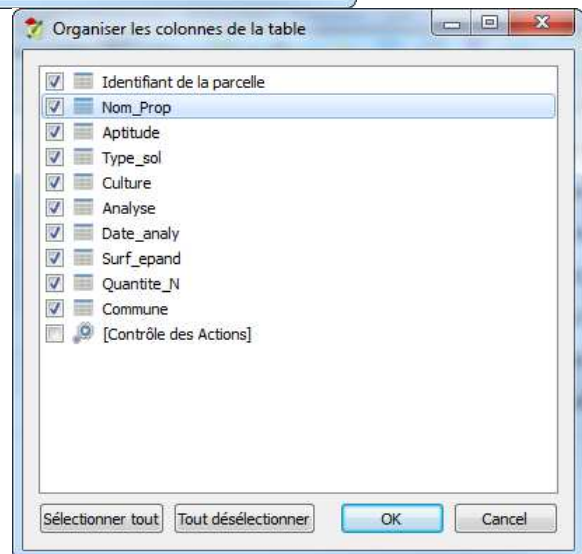 Organiser les colonnes de la table
Identifiant de la parcelle
Nom_Prop
Aptitude
Type_sol
Culture
Analyse
Date_analy
Surf_epand
Quantite_N
Commune
[Contrôle des Actions]
Sélectionner tout Tout désélectionner OK Cancel